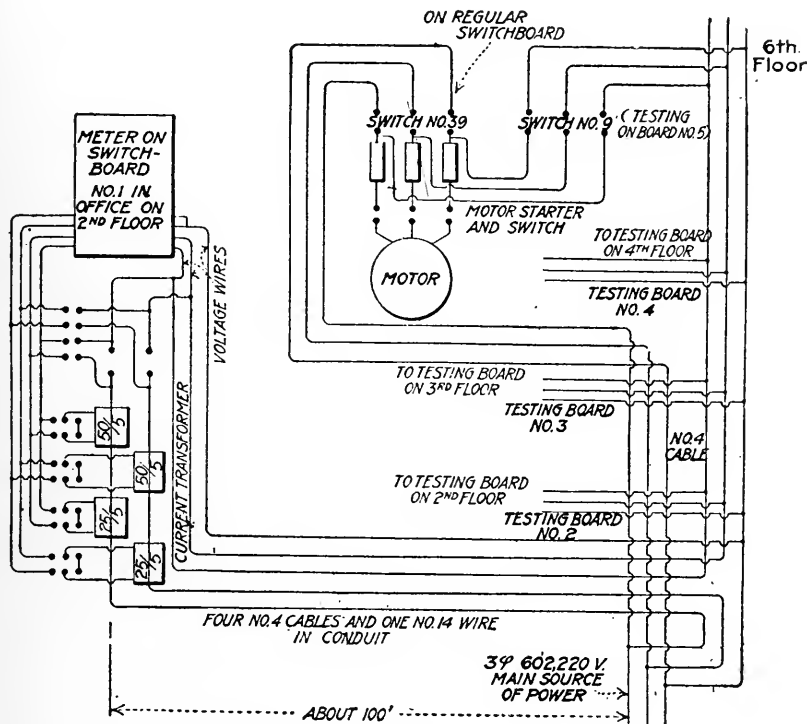 ON REGULAR
SWITCHBOARD
6th.
Floor
SWITCH NO.39
SWITCH NO. 9
(TESTING
ON BOARD NO.5)
METER ON
SWITCH-
BOARD
NO.1 IN
OFFICE ON
2ND FLOOR
MOTOR STARTER
AND SWITCH
MOTOR
TO TESTING BOARD
ON 4TH FLOOR
TESTING BOARD
NO. 4
VOLTAGE WIRES
TO TESTING BOARD
ON 3RD FLOOR
TESTING BOARD
NO.3
NO.4
CABLE
50/5
50/5
25/5
25/5
CURRENT TRANSFORMER
TO TESTING BOARD
ON 2ND FLOOR
TESTING BOARD
NO.2
FOUR NO.4 CABLES AND ONE NO.14 WIRE
IN CONDUIT
3φ 60~,220 V.
MAIN SOURCE
OF POWER
ABOUT 100'